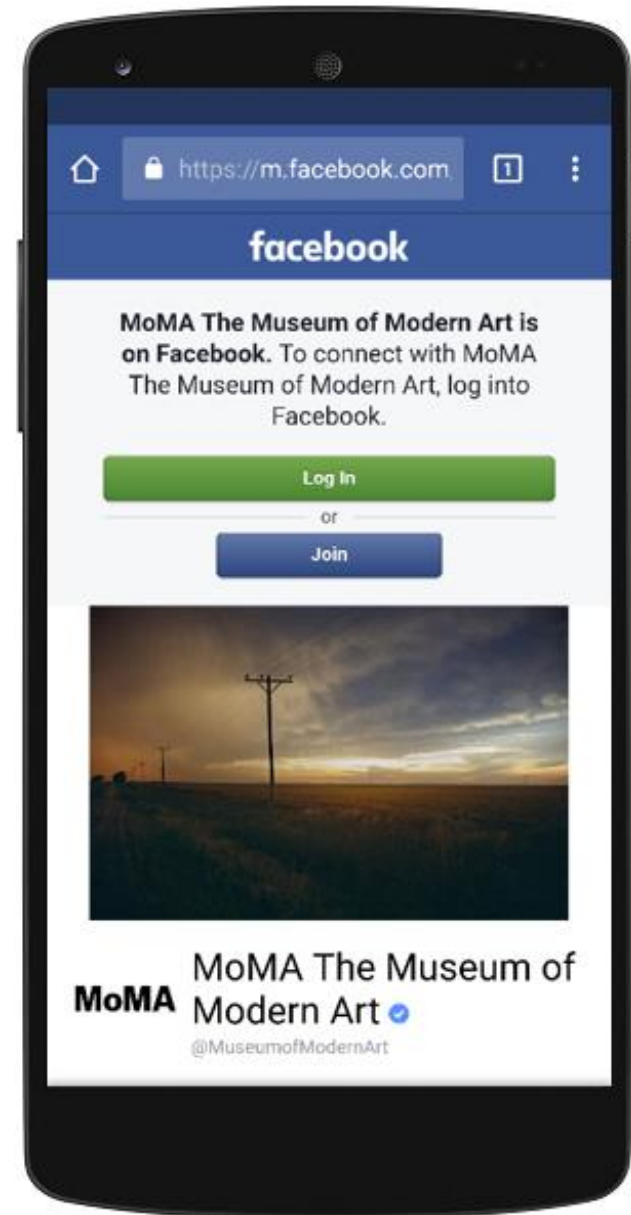 https://m.facebook.com
1
facebook
MoMA The Museum of Modern Art is
on Facebook. To connect with MoMA
The Museum of Modern Art, log into
Facebook.
Log In
or
Join
MoMA
MoMA The Museum of
Modern Art
@MuseumofModernArt